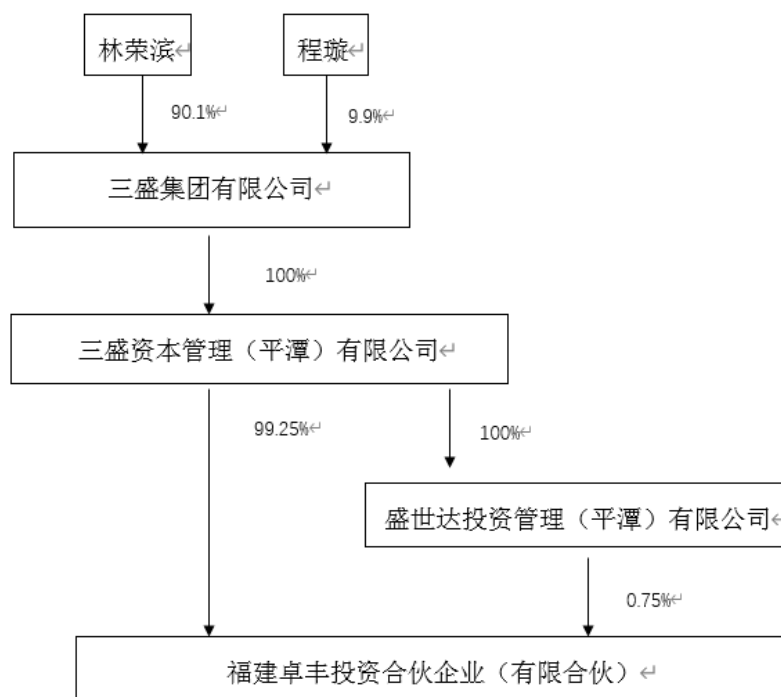 林荣滨↵ 程璇↵
90.1%↵ 9.9%↵
三盛集团有限公司↵
100%↵
三盛资本管理（平潭）有限公司↵
99.25%↵ 100%↵
盛世达投资管理（平潭）有限公司↵
0.75%↵
福建卓丰投资合伙企业（有限合伙）↵